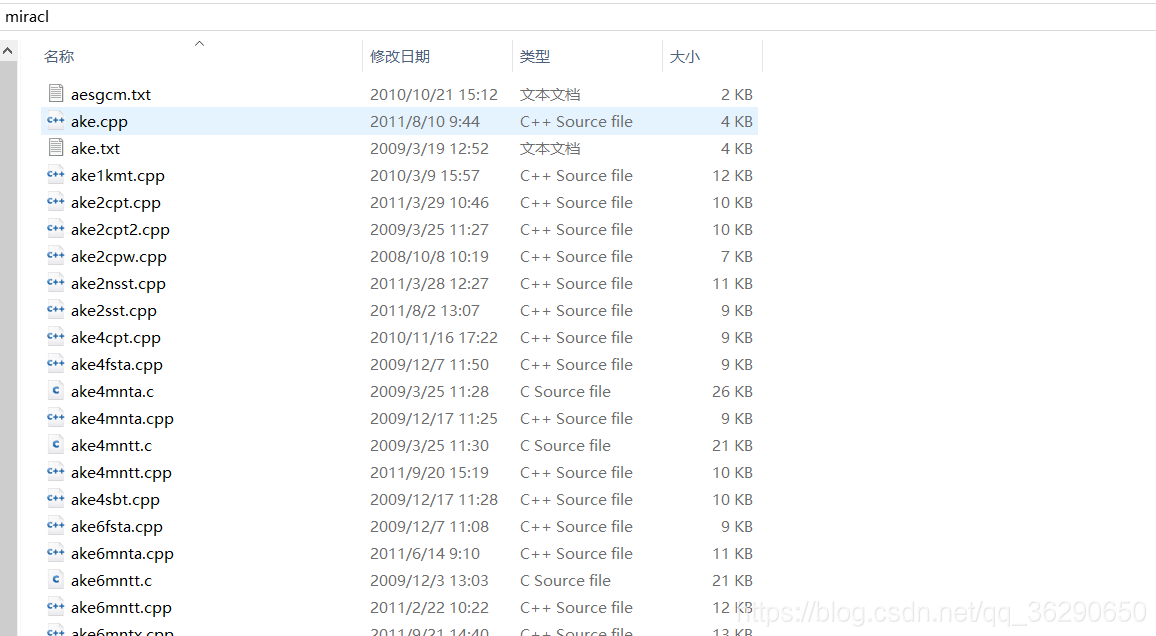 miracl
名称 修改日期 类型 大小
aesgcm.txt 2010/10/21 15:12 文本文档 2 KB
ake.cpp 2011/8/10 9:44 C++ Source file 4 KB
ake.txt 2009/3/19 12:52 文本文档 4 KB
ake1kmt.cpp 2010/3/9 15:57 C++ Source file 12 KB
ake2cpt.cpp 2011/3/29 10:46 C++ Source file 10 KB
ake2cpt2.cpp 2009/3/25 11:27 C++ Source file 10 KB
ake2cpw.cpp 2008/10/8 10:19 C++ Source file 7 KB
ake2nsst.cpp 2011/3/28 12:27 C++ Source file 11 KB
ake2sst.cpp 2011/8/2 13:07 C++ Source file 9 KB
ake4cpt.cpp 2010/11/16 17:22 C++ Source file 9 KB
ake4fsta.cpp 2009/12/7 11:50 C++ Source file 9 KB
ake4mnta.c 2009/3/25 11:28 C Source file 26 KB
ake4mnta.cpp 2009/12/17 11:25 C++ Source file 9 KB
ake4mntt.c 2009/3/25 11:30 C Source file 21 KB
ake4mntt.cpp 2011/9/20 15:19 C++ Source file 10 KB
ake4sbt.cpp 2009/12/17 11:28 C++ Source file 10 KB
ake6fsta.cpp 2009/12/7 11:08 C++ Source file 9 KB
ake6mnta.cpp 2011/6/14 9:10 C++ Source file 11 KB
ake6mntt.c 2009/12/3 13:03 C Source file 21 KB
ake6mntt.cpp 2011/2/22 10:22 C++ Source file 12 KB
https://blog.csdn.net/qq_36290650
ake6mntx.cpp 2011/9/21 14:40 C++ Source file 13 KB